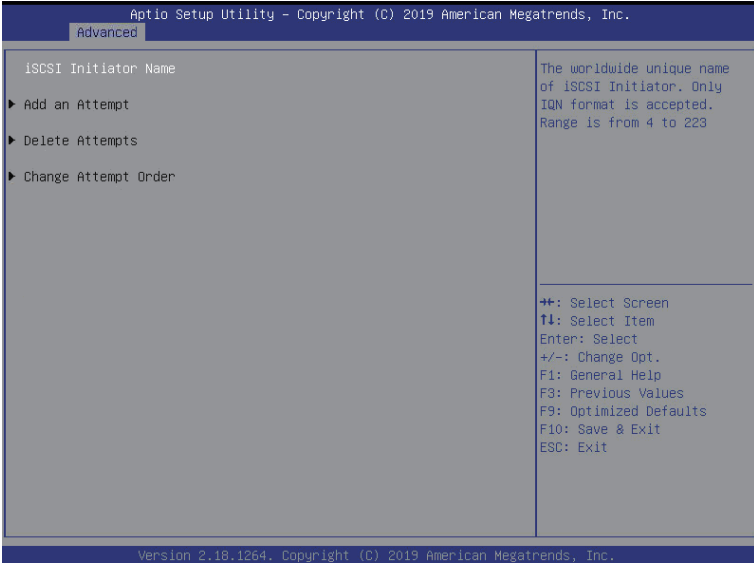 Aptio Setup Utility – Copyright (C) 2019 American Megatrends, Inc.
Advanced
iSCSI Initiator Name
▶ Add an Attempt
▶ Delete Attempts
▶ Change Attempt Order
The worldwide unique name
of iSCSI Initiator. Only
IQN format is accepted.
Range is from 4 to 223
→←: Select Screen
↑↓: Select Item
Enter: Select
+/-: Change Opt.
F1: General Help
F3: Previous Values
F9: Optimized Defaults
F10: Save & Exit
ESC: Exit
Version 2.18.1264. Copyright (C) 2019 American Megatrends, Inc.